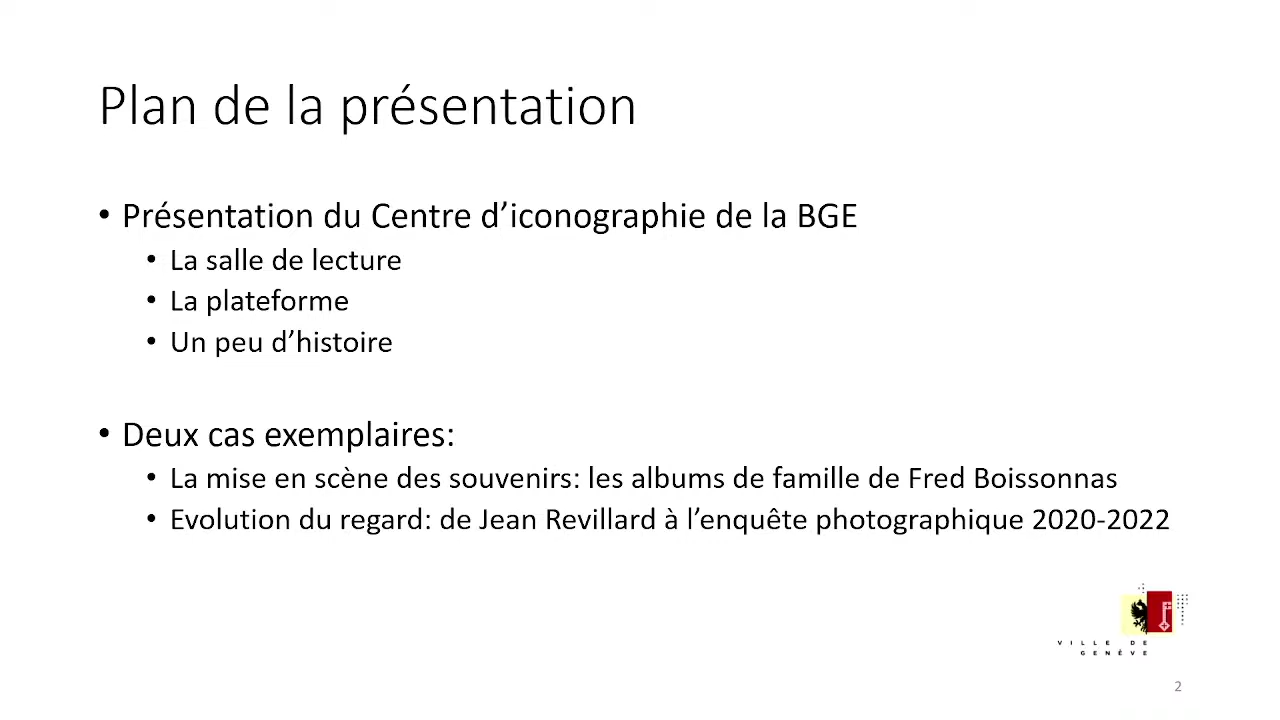 Plan de la présentation
• Présentation du Centre d’iconographie de la BGE
• La salle de lecture
• La plateforme
• Un peu d’histoire
• Deux cas exemplaires:
• La mise en scène des souvenirs: les albums de famille de Fred Boissonnas
• Evolution du regard: de Jean Revillard à l’enquête photographique 2020-2022
VILLE DE
GENÈVE
2